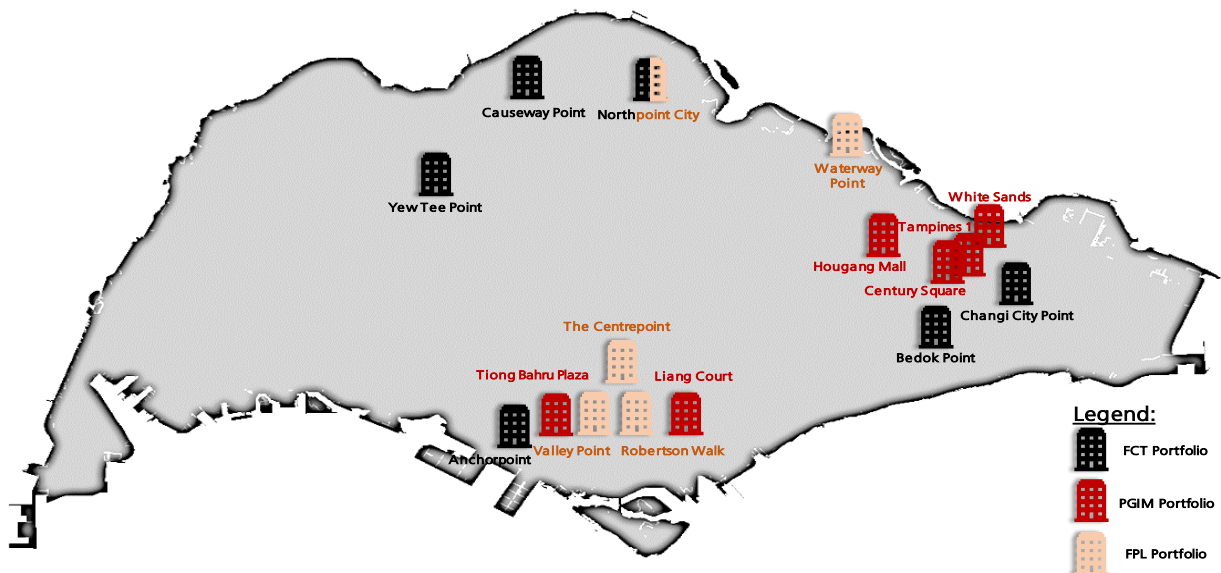 Causeway Point
Northpoint City
Waterway
Point
Yew Tee Point
White Sands
Tampines 1
Hougang Mall
Century Square
Changi City Point
Bedok Point
The Centrepoint
Tiong Bahru Plaza
Liang Court
Anchorpoint
Valley Point
Robertson Walk
Legend:
FCT Portfolio
PGIM Portfolio
FPL Portfolio